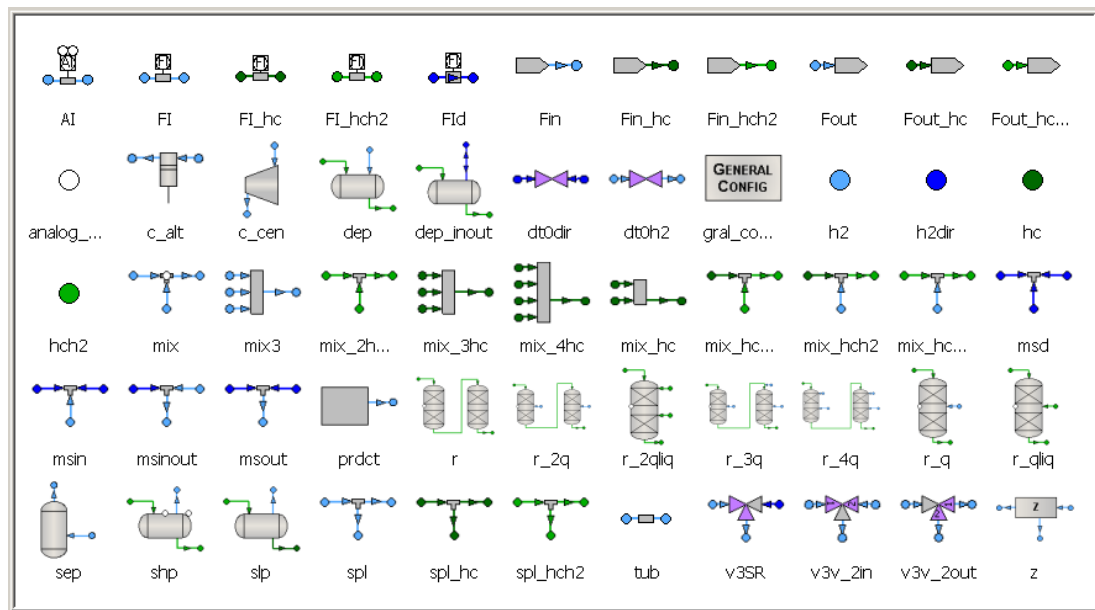 AI FI FI_hc FI_hch2 FId Fin Fin_hc Fin_hch2 Fout Fout_hc Fout_hc...
GENERAL
CONFIG
analog_... c_alt c_cen dep dep_inout dt0dir dt0h2 gral_co... h2 h2dir hc
hch2 mix mix3 mix_2h... mix_3hc mix_4hc mix_hc mix_hc... mix_hch2 mix_hc... msd
msin msinout msout prdct r r_2q r_2qliq r_3q r_4q r_q r_qliq
Z
sep shp slp spl spl_hc spl_hch2 tub v3SR v3v_2in v3v_2out z